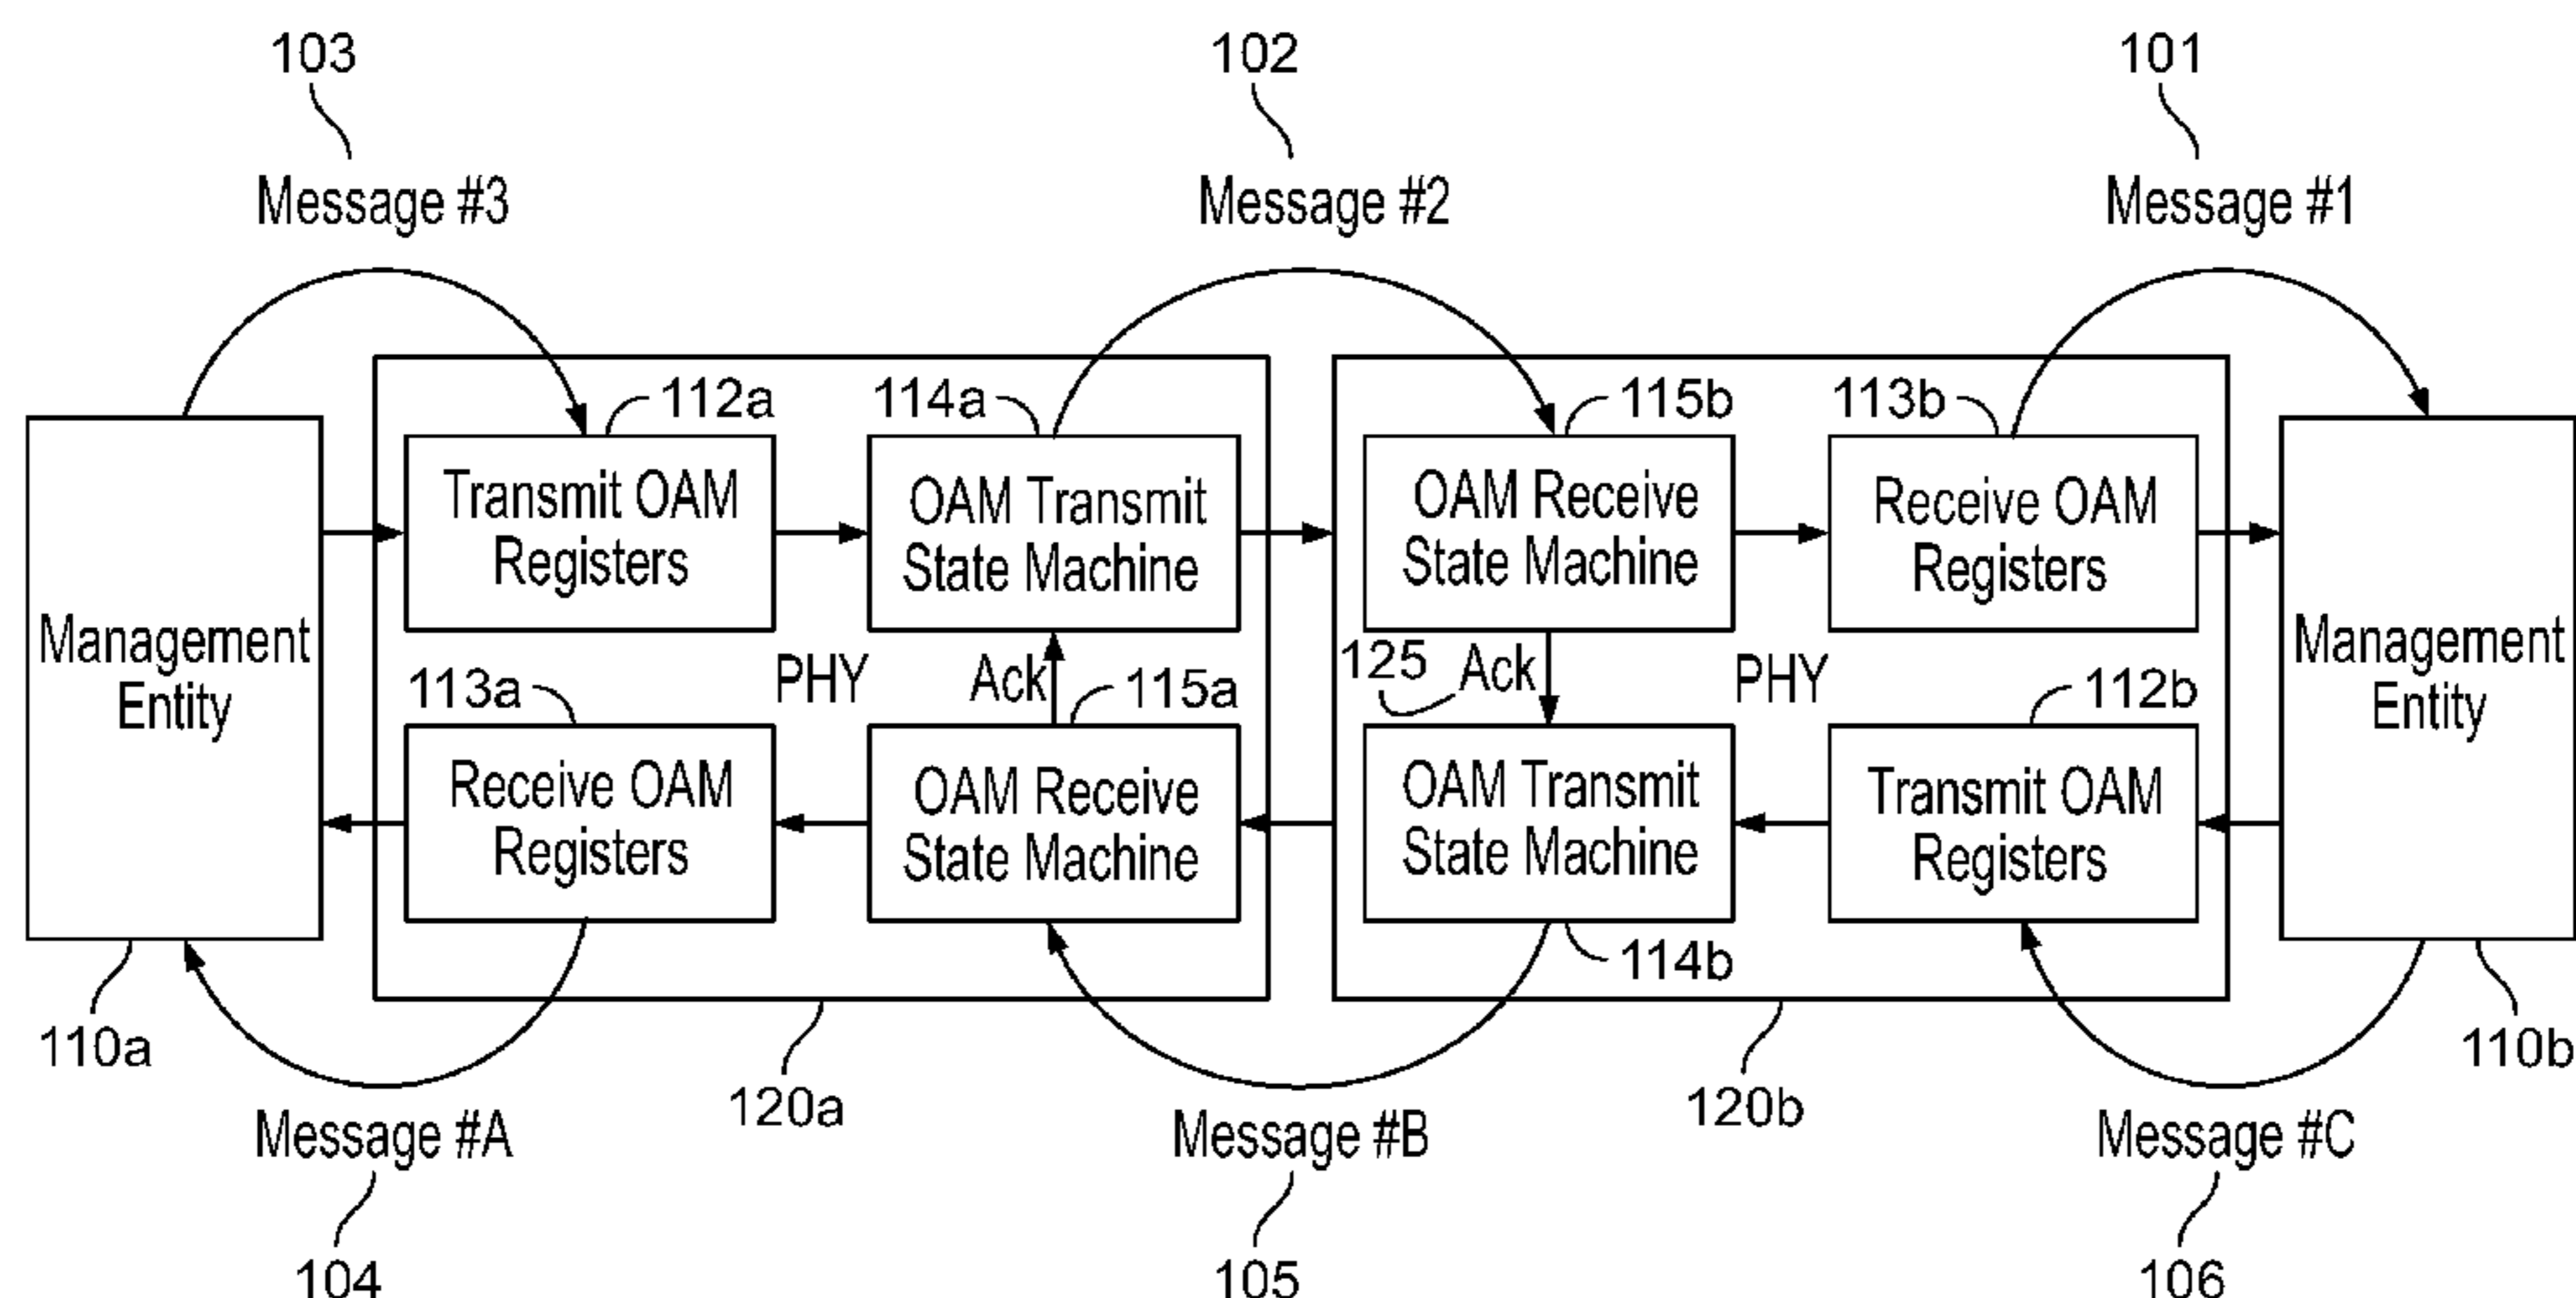 103
102
101
Message #3
Message #2
Message #1
112a
114a
115b
113b
Transmit OAM
Registers
OAM Transmit
State Machine
OAM Receive
State Machine
Receive OAM
Registers
Management
Entity
PHY
Ack
125
Ack
PHY
Management
Entity
113a
115a
112b
Receive OAM
Registers
OAM Receive
State Machine
OAM Transmit
State Machine
Transmit OAM
Registers
114b
110a
120a
120b
110b
Message #A
Message #B
Message #C
104
105
106